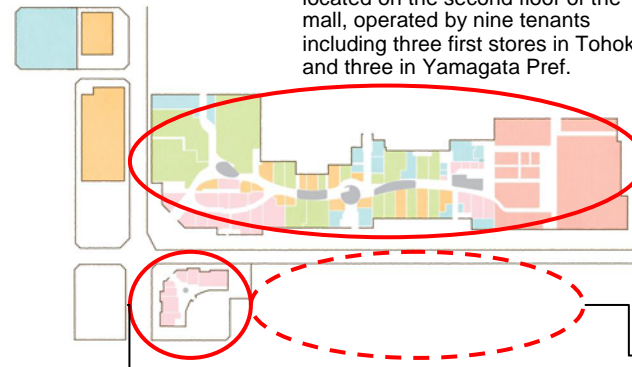 located on the second floor of the
mall, operated by nine tenants
including three first stores in Tohok
and three in Yamagata Pref.